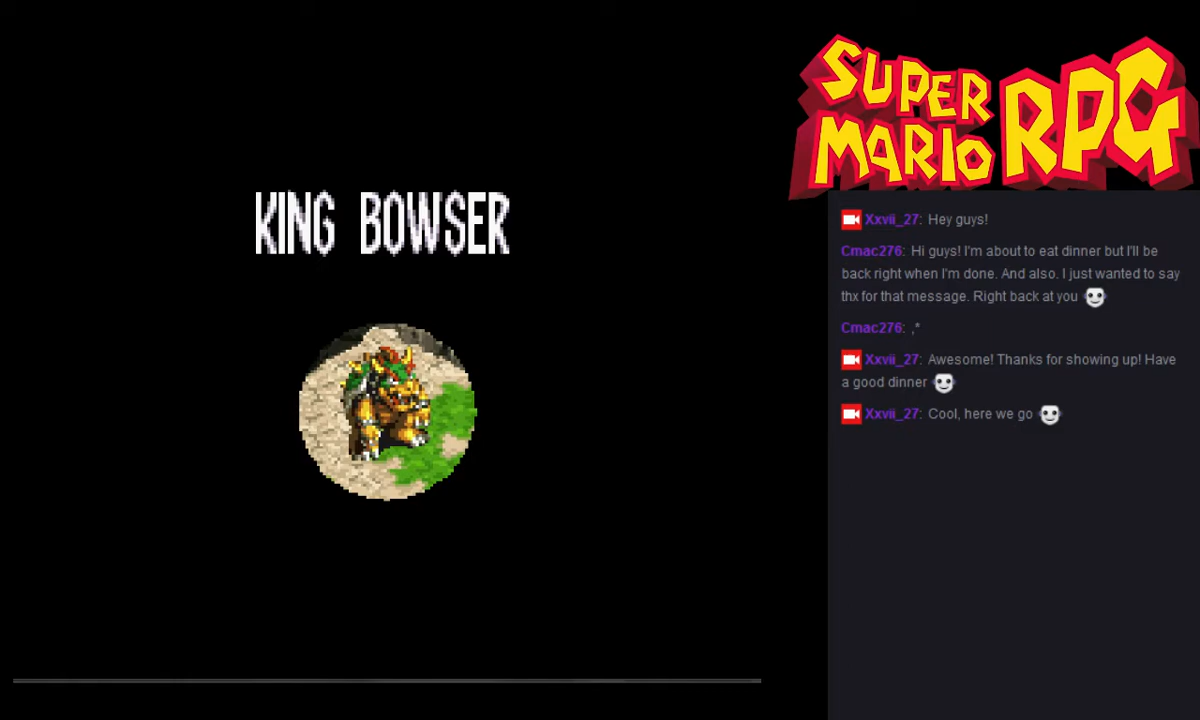 KING BOWSER
SUPER
MARIO
RPG
Xxvii_27: Hey guys!
Cmac276: Hi guys! I'm about to eat dinner but I'll be
back right when I'm done. And also. I just wanted to say
thx for that message. Right back at you
Cmac276: ,*
Xxvii_27: Awesome! Thanks for showing up! Have
a good dinner
Xxvii_27: Cool, here we go